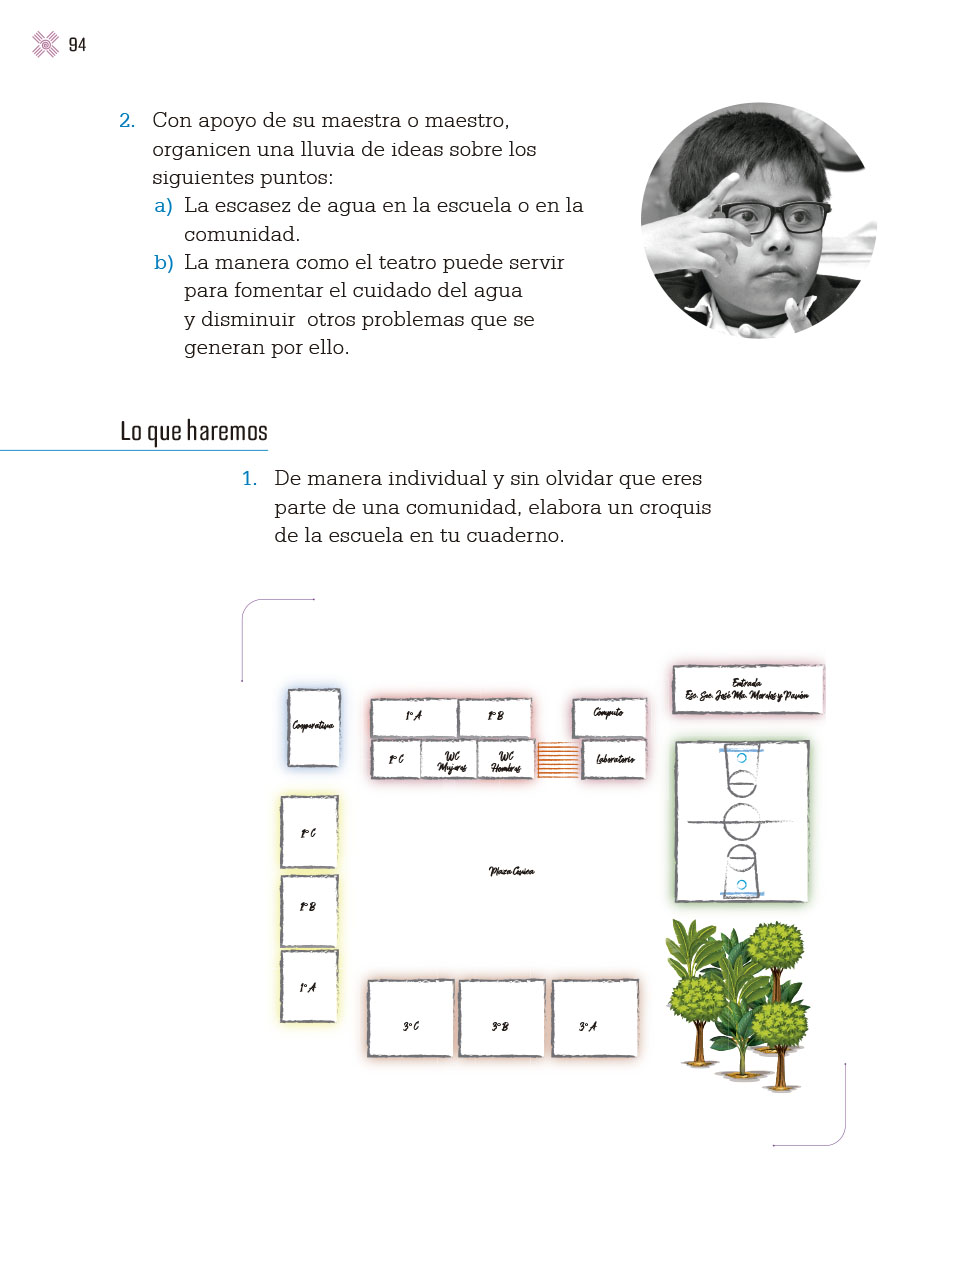 94
2. Con apoyo de su maestra o maestro,
organicen una lluvia de ideas sobre los
siguientes puntos:
a) La escasez de agua en la escuela o en la
comunidad.
b) La manera como el teatro puede servir
para fomentar el cuidado del agua
y disminuir otros problemas que se
generan por ello.
Lo que haremos
1. De manera individual y sin olvidar que eres
parte de una comunidad, elabora un croquis
de la escuela en tu cuaderno.
Entrada
Esc. Sec. José Ma. Morelos y Pavón
Cooperativa
1° A
1° B
Cómputo
1° C
WC
Mujeres
WC
Hombres
Laboratorio
1° C
Plaza Cívica
1° B
1° A
3° C
3° B
3° A